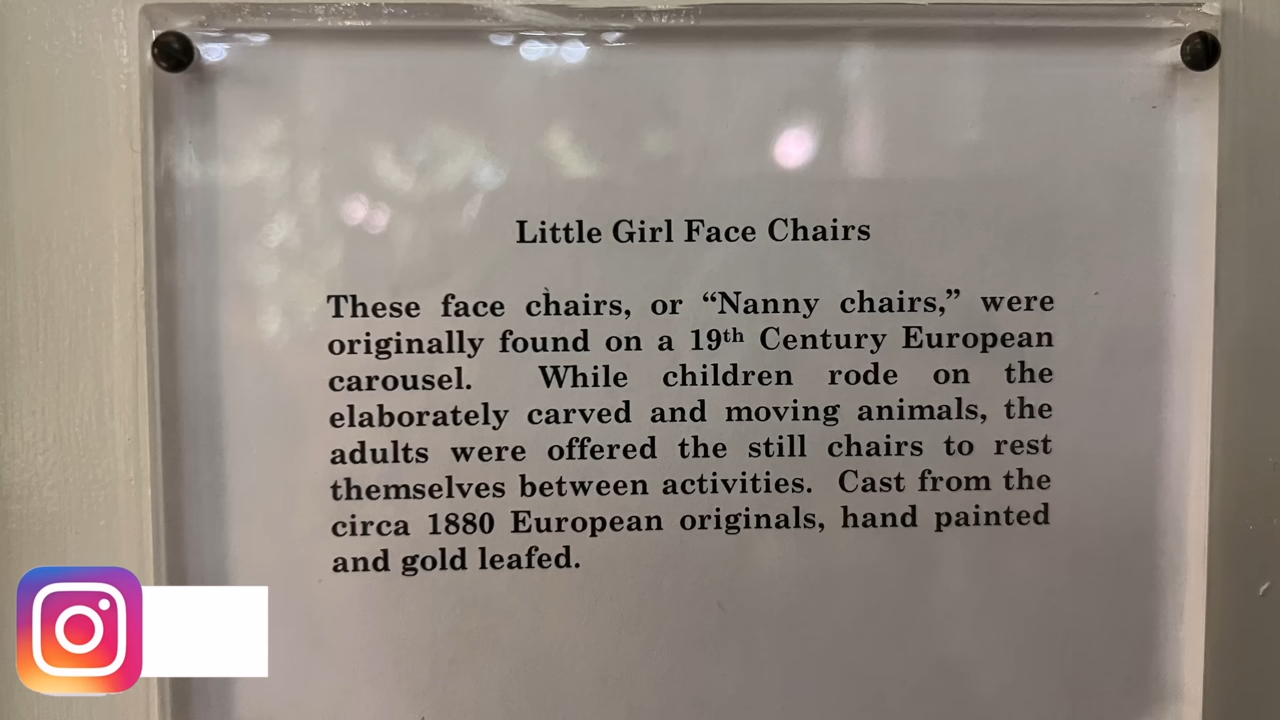 Little Girl Face Chairs
These face chairs, or “Nanny chairs,” were
originally found on a 19th Century European
carousel. While children rode on the
elaborately carved and moving animals, the
adults were offered the still chairs to rest
themselves between activities. Cast from the
circa 1880 European originals, hand painted
and gold leafed.